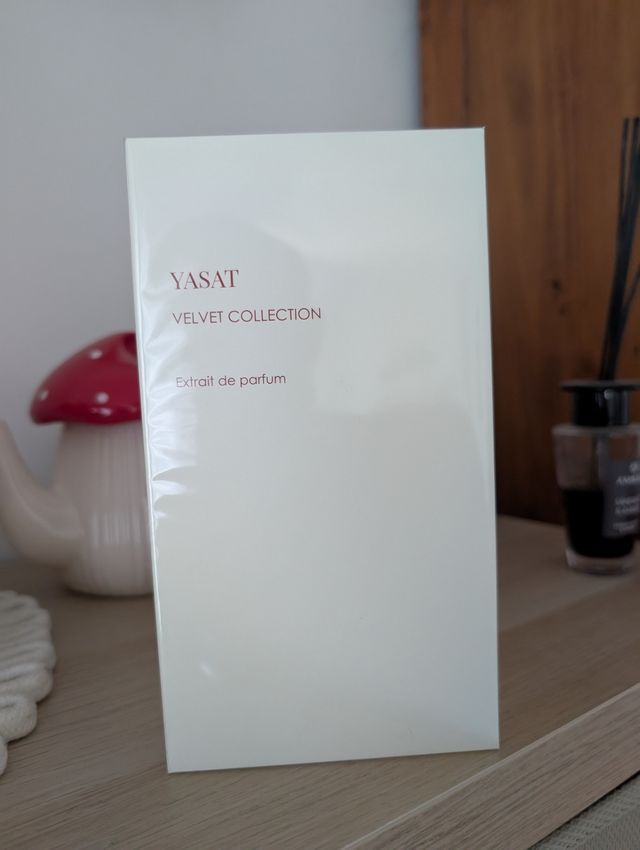 YASAT
VELVET COLLECTION
Extrait de parfum